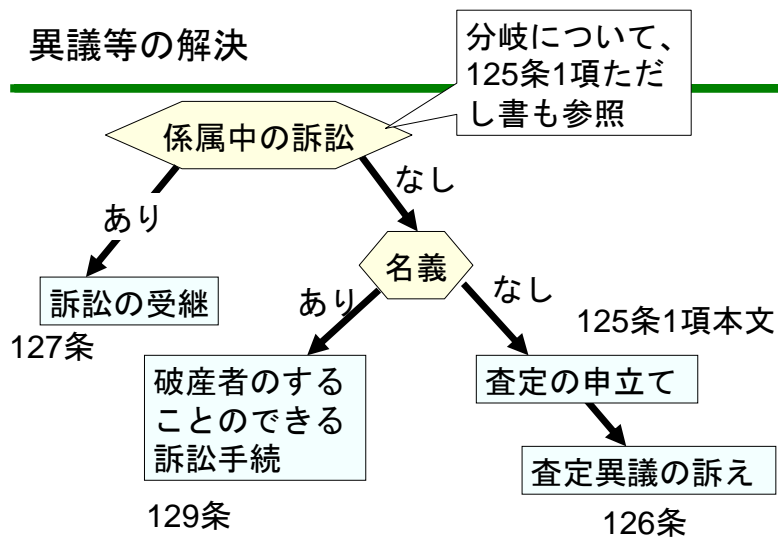 異議等の解決
分岐について、
125条1項ただ
し書も参照
係属中の訴訟
あり
なし
訴訟の受継
127条
名義
あり
なし
125条1項本文
破産者のする
ことのできる
訴訟手続
129条
査定の申立て
査定異議の訴え
126条